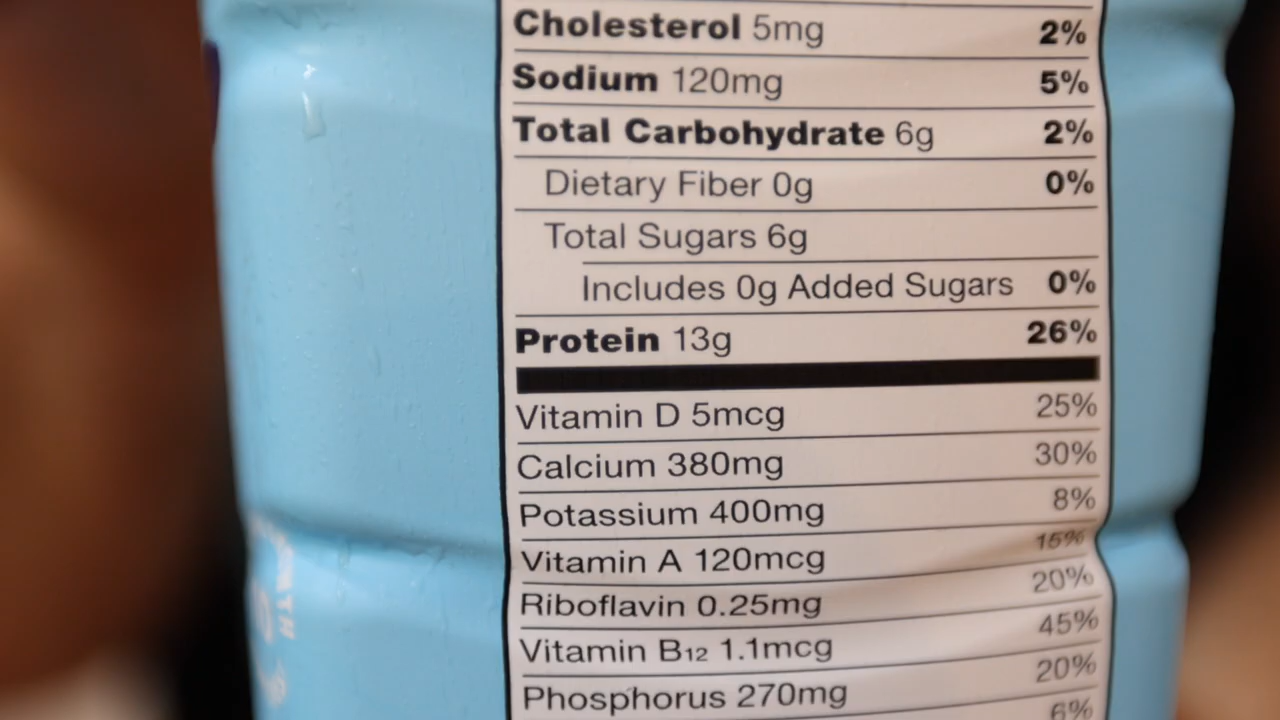 Cholesterol 5mg 2%
Sodium 120mg 5%
Total Carbohydrate 6g 2%
Dietary Fiber 0g 0%
Total Sugars 6g
Includes 0g Added Sugars 0%
Protein 13g 26%
Vitamin D 5mcg 25%
Calcium 380mg 30%
Potassium 400mg 8%
Vitamin A 120mcg 15%
Riboflavin 0.25mg 20%
Vitamin B12 1.1mcg 45%
Phosphorus 270mg 20%
6%